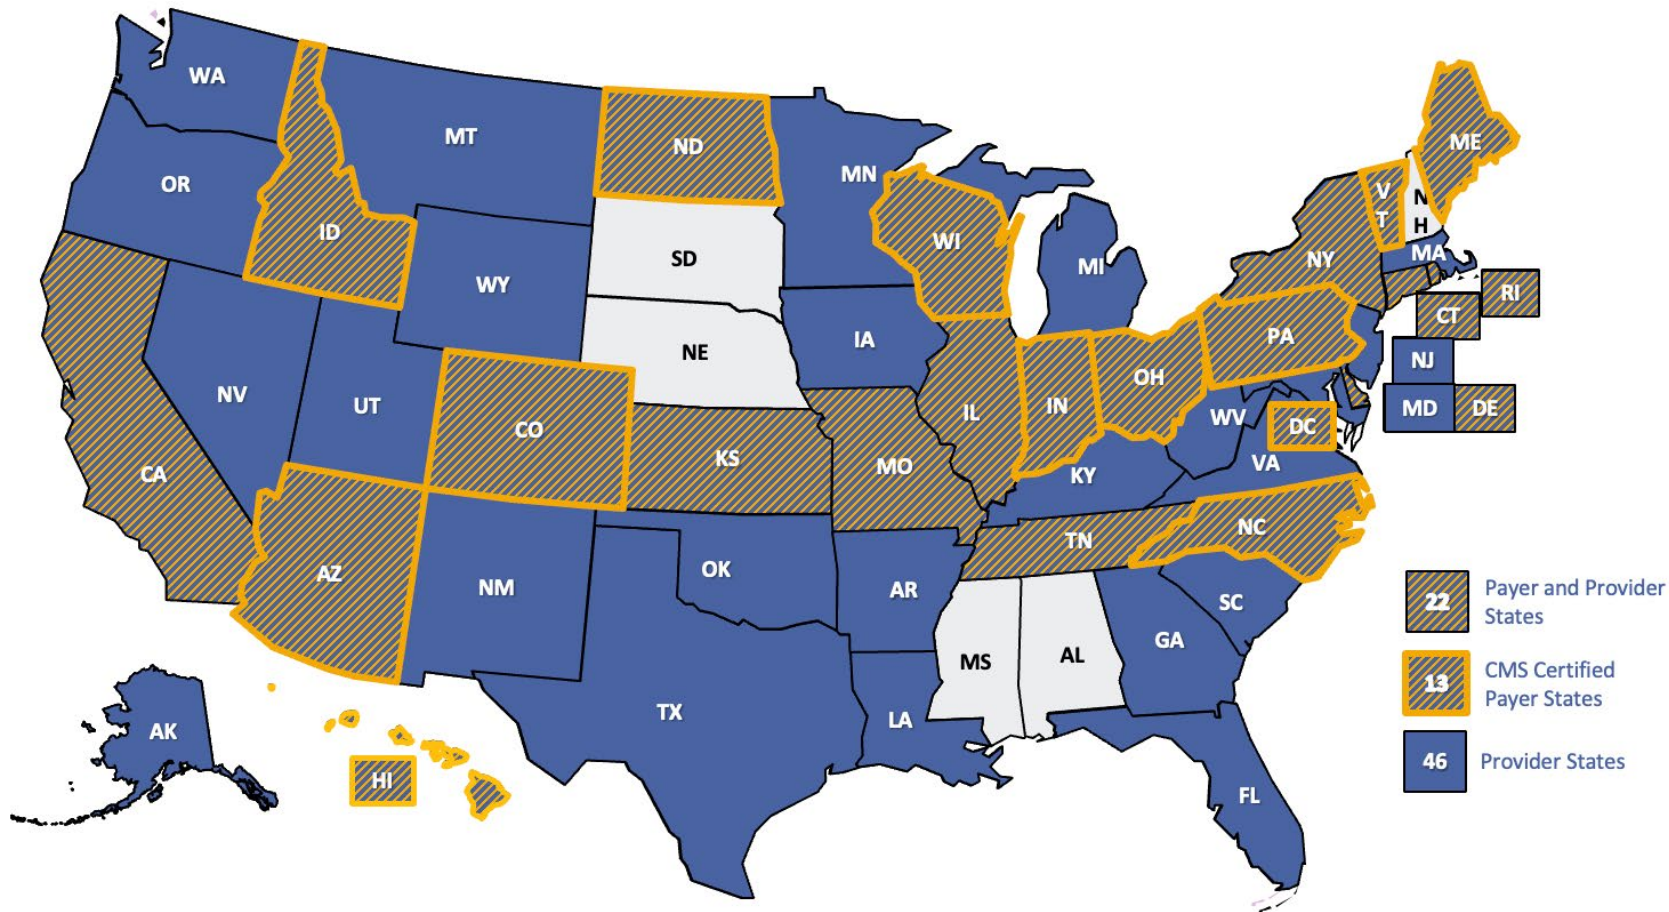 WA
MT
ND
MN
OR
ID
WY
SD
WI
MI
NY
V
T
N
H
ME
MA
RI
CT
NJ
MD
DE
NV
UT
CO
NE
IA
IL
IN
OH
PA
WV
DC
VA
CA
KS
MO
KY
NC
TN
AZ
NM
OK
AR
SC
GA
MS
AL
TX
LA
FL
AK
HI
22
Payer and Provider
States
13
CMS Certified
Payer States
46
Provider States